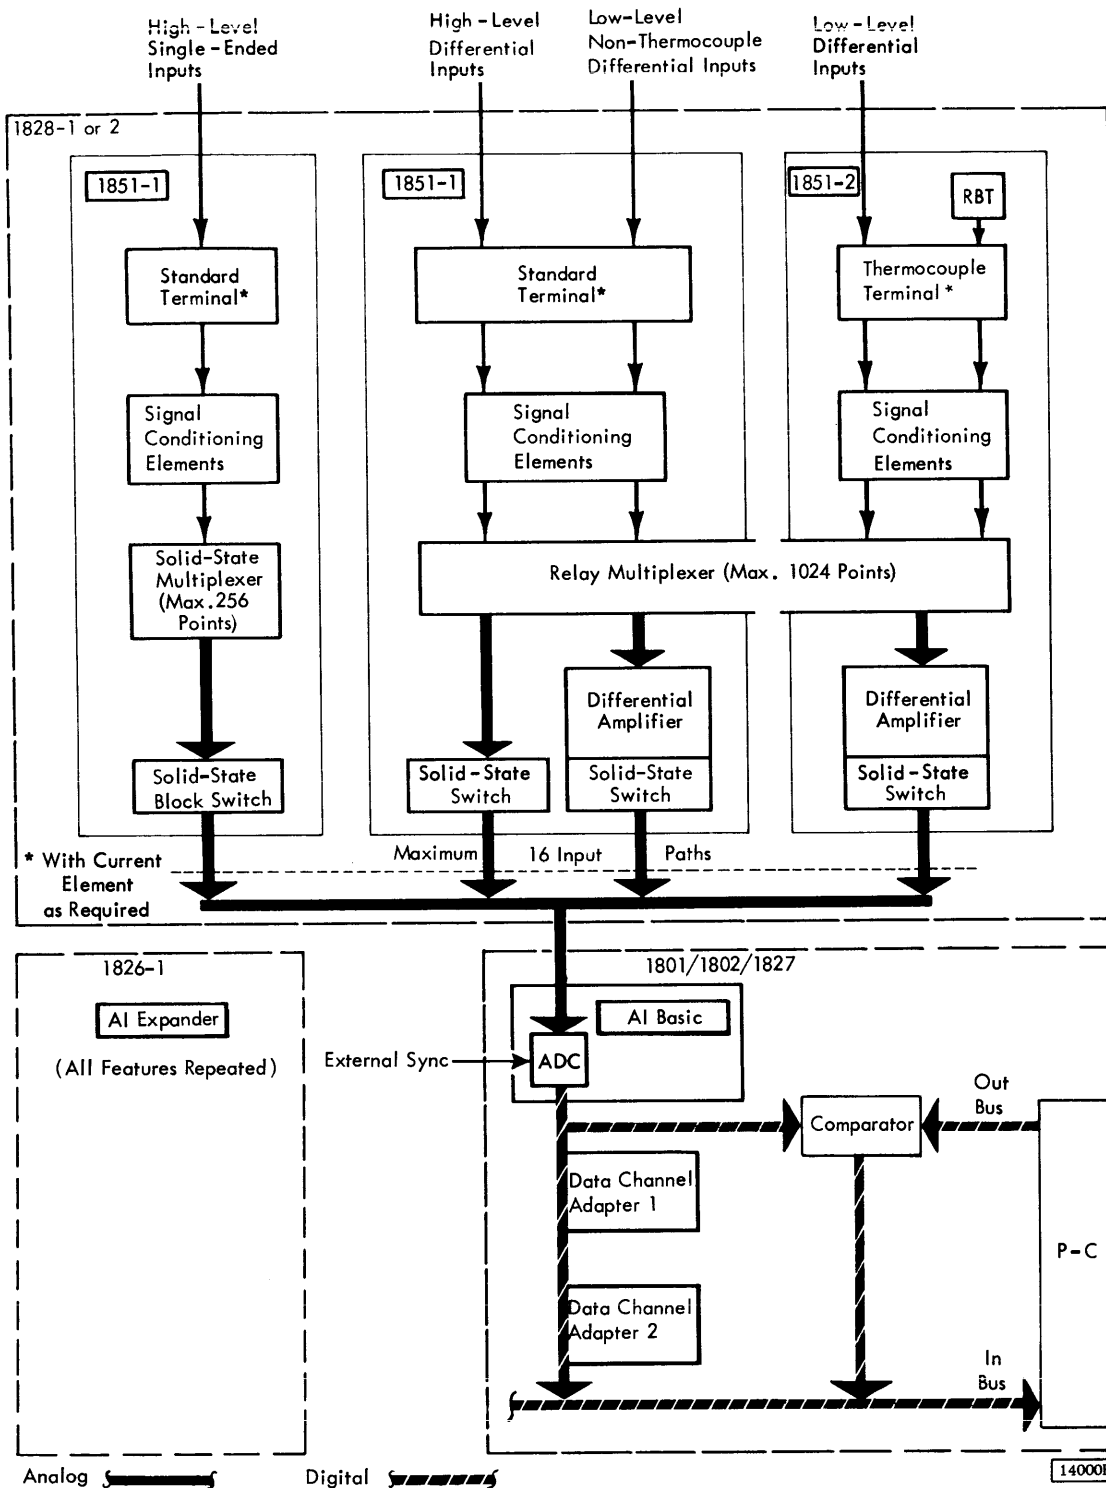 High-Level
Single-Ended
Inputs
High-Level
Differential
Inputs
Low-Level
Non-Thermocouple
Differential Inputs
Low-Level
Differential
Inputs
1828-1 or 2
1851-1
1851-1
1851-2
RBT
Standard
Terminal*
Standard
Terminal*
Thermocouple
Terminal*
Signal
Conditioning
Elements
Signal
Conditioning
Elements
Signal
Conditioning
Elements
Solid-State
Multiplexer
(Max. 256
Points)
Relay Multiplexer (Max. 1024 Points)
Differential
Amplifier
Differential
Amplifier
Solid-State
Block Switch
Solid-State
Switch
Solid-State
Switch
Solid-State
Switch
Maximum 16 Input Paths
* With Current
Element
as Required
1826-1
AI Expander
(All Features Repeated)
1801/1802/1827
AI Basic
External Sync
ADC
Out
Bus
Comparator
Data Channel
Adapter 1
P-C
Data Channel
Adapter 2
In
Bus
Analog
Digital